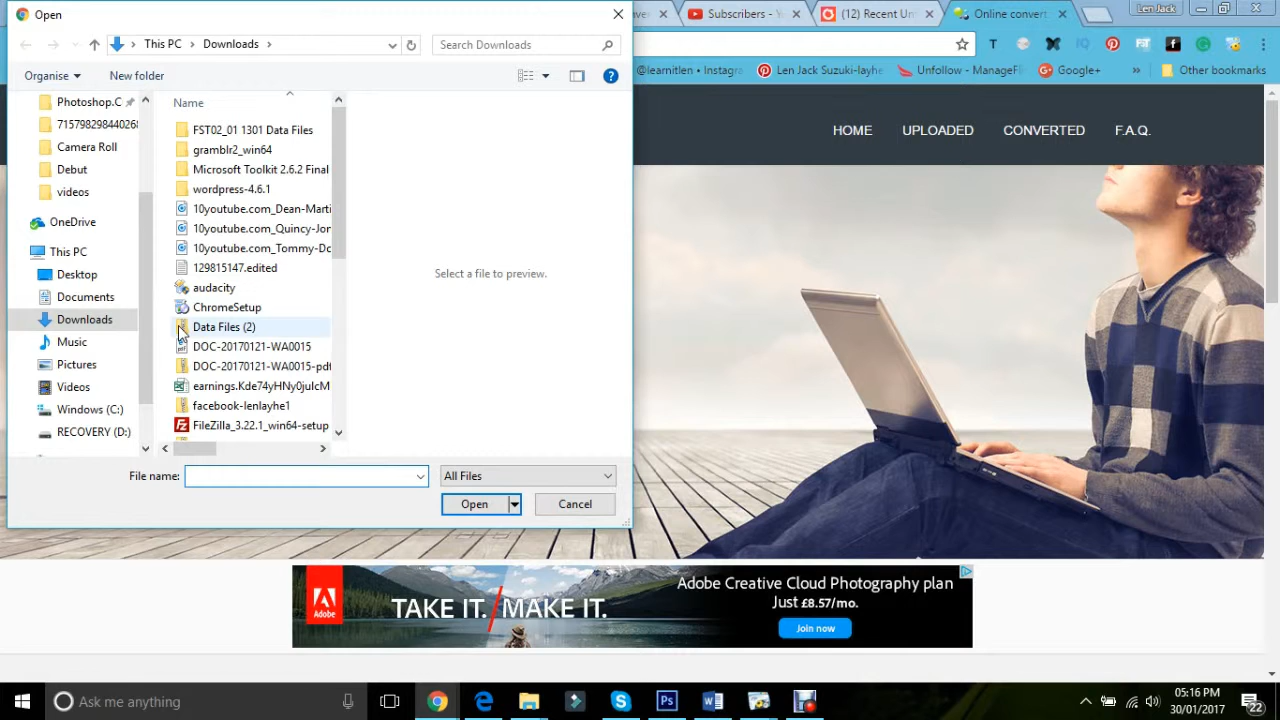 Open
This PC
Downloads
Search Downloads
Organise
New folder
Photoshop.C
Camera Roll
Debut
videos
OneDrive
This PC
Desktop
Documents
Downloads
Music
Pictures
Videos
Windows (C:)
RECOVERY (D:)
Name
FST02_01 1301 Data Files
gramblr2_win64
Microsoft Toolkit 2.6.2 Final
wordpress-4.6.1
10youtube.com_Dean-Marti
10youtube.com_Quincy-Jon
10youtube.com_Tommy-Do
129815147.edited
audacity
ChromeSetup
Data Files (2)
DOC-20170121-WA0015
DOC-20170121-WA0015-pdf
facebook-lenlayhe1
FileZilla_3.22.1_win64-setup
Select a file to preview.
File name:
All Files
Open
Cancel
Subscribers - Y
(12) Recent Un
Online convert
Len Jack
@learnitlen • Instagra
Len Jack Suzuki-layhe
Unfollow - ManageFli
Google+
Other bookmarks
HOME
UPLOADED
CONVERTED
F.A.Q.
Adobe
TAKE IT. / MAKE IT.
Adobe Creative Cloud Photography plan
Just £8.57/mo.
Join now
Ask me anything
05:16 PM
30/01/2017
22